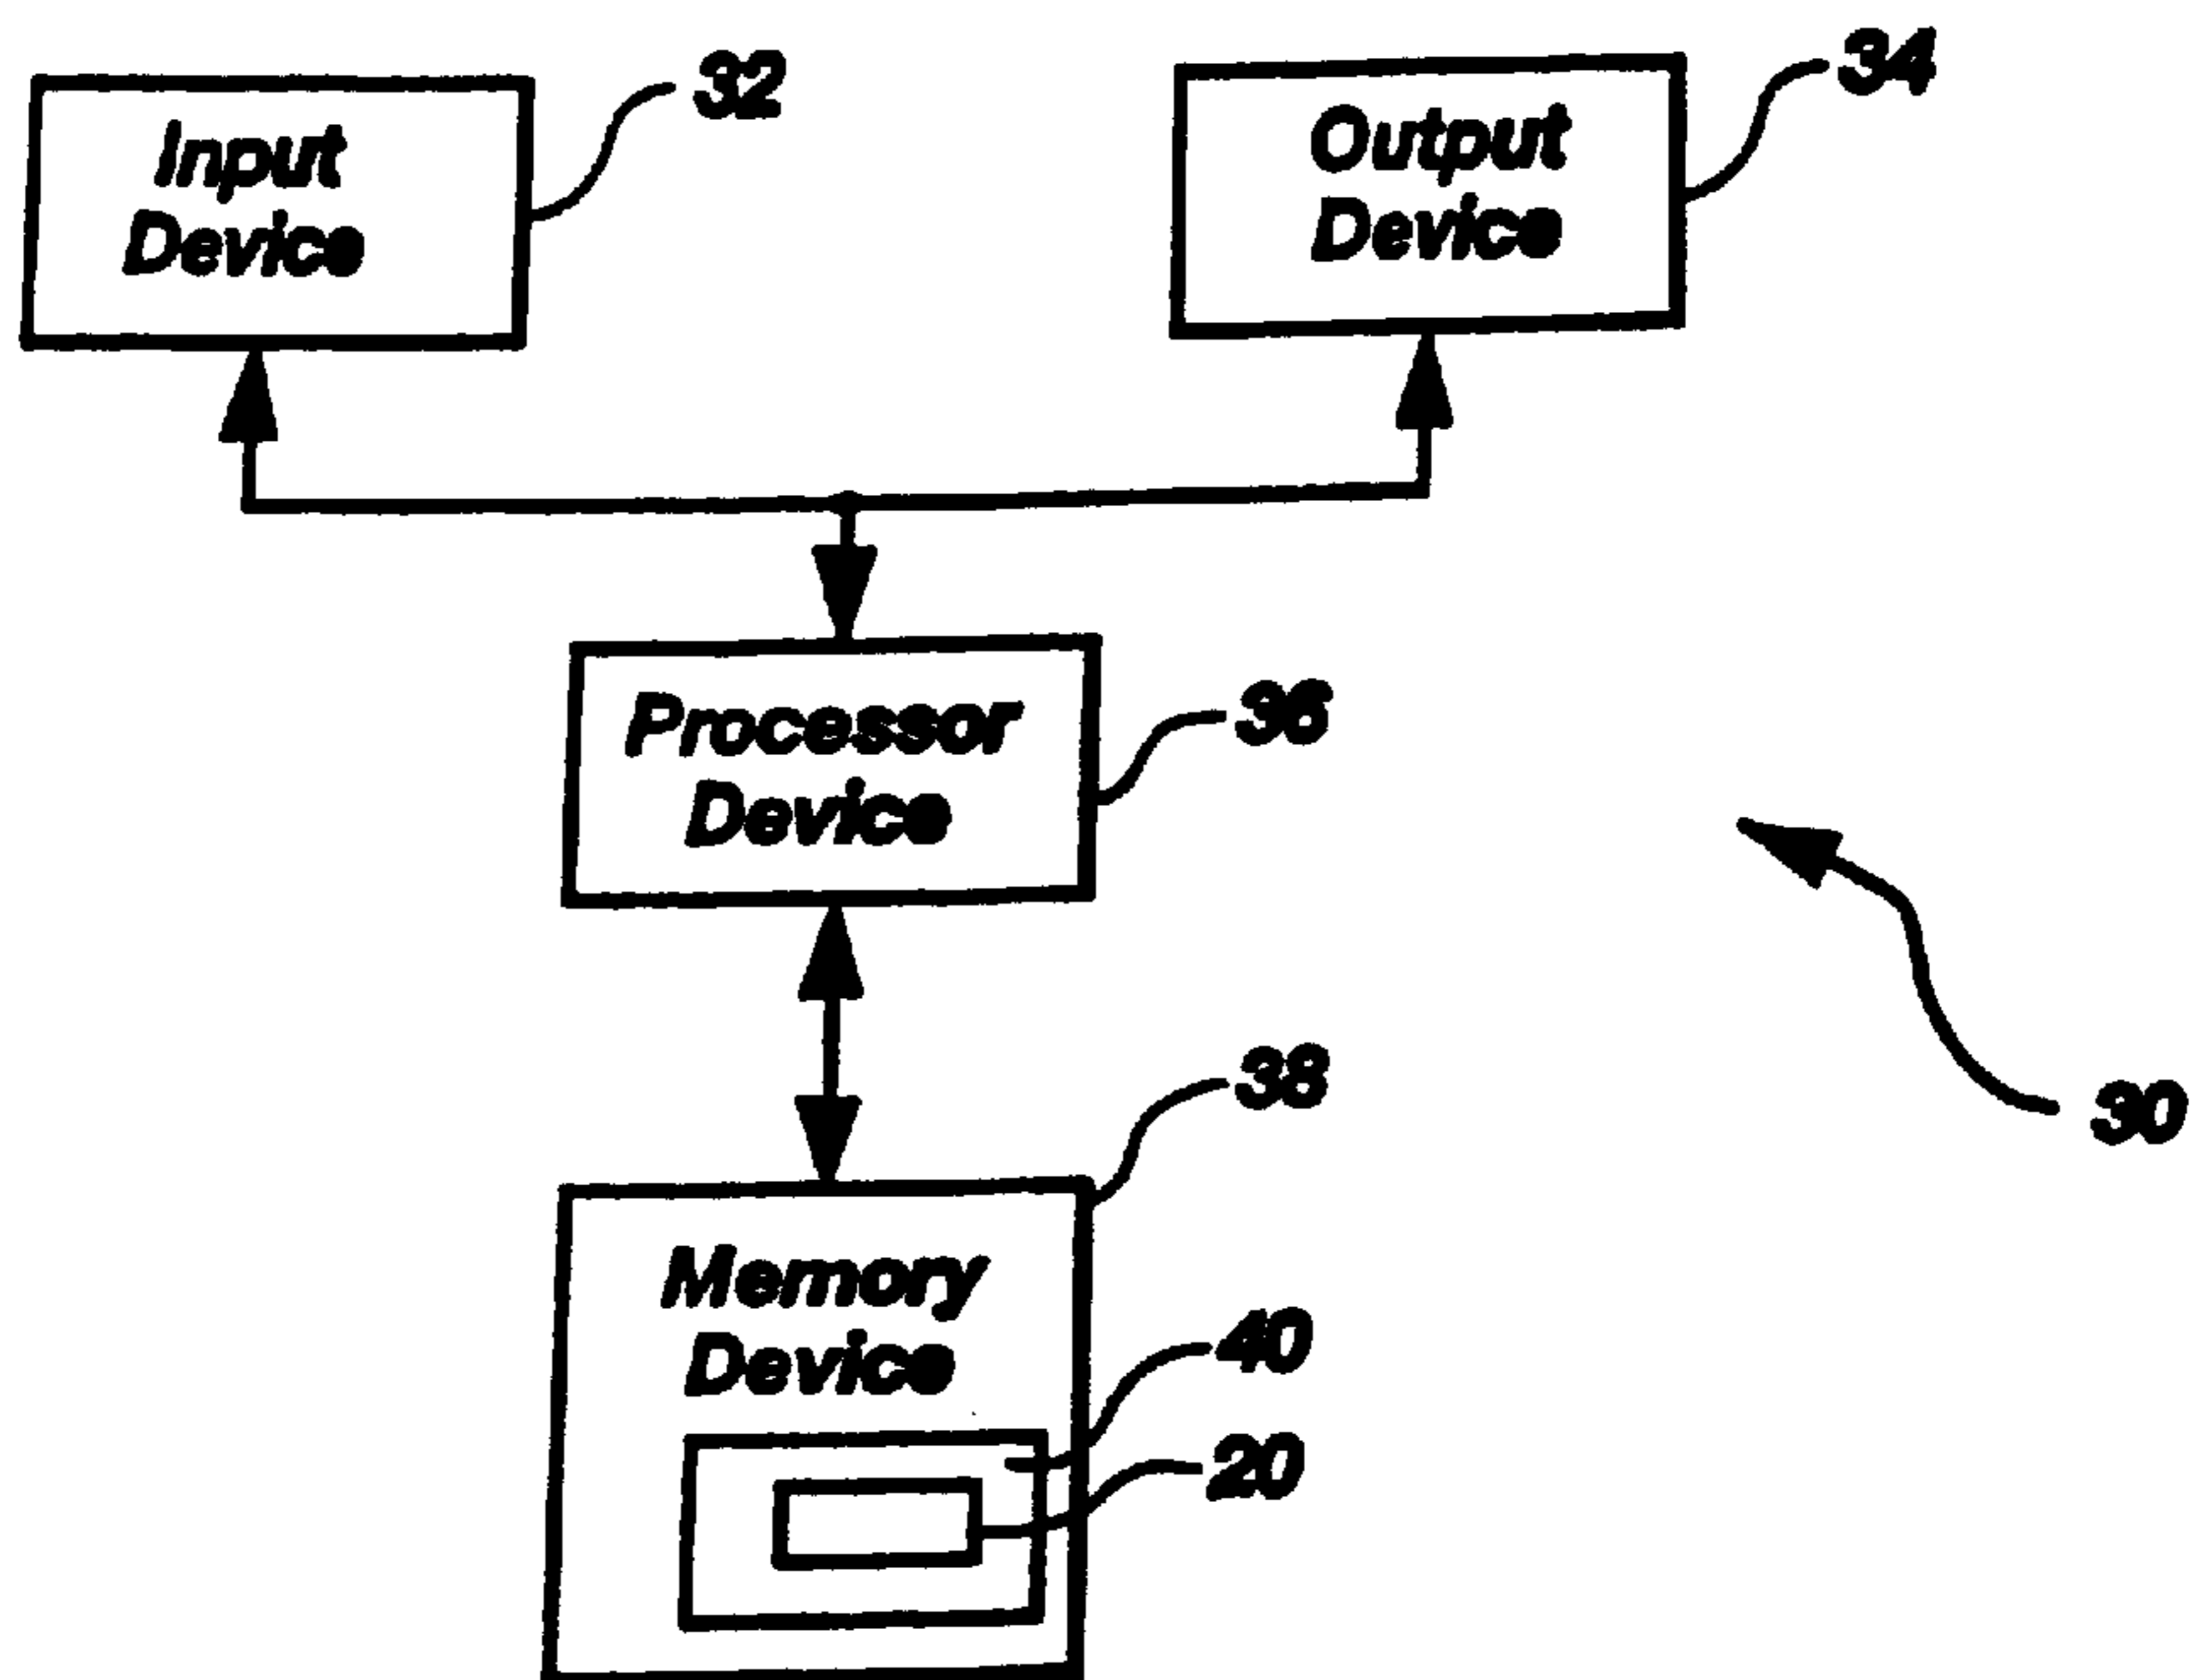 32
34
Input
Device
Output
Device
Processor
Device
36
38
30
Memory
Device
40
20